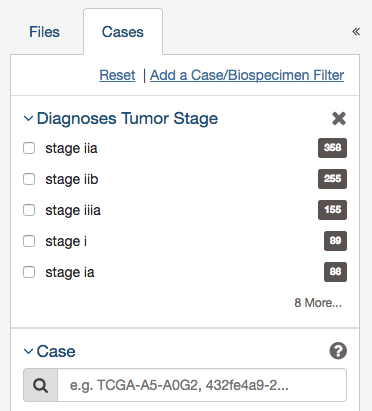 Files Cases «
Reset | Add a Case/Biospecimen Filter
Diagnoses Tumor Stage
stage iia 358
stage iib 255
stage iiia 155
stage i 89
stage ia 86
8 More...
Case ?
e.g. TCGA-A5-A0G2, 432fe4a9-2...